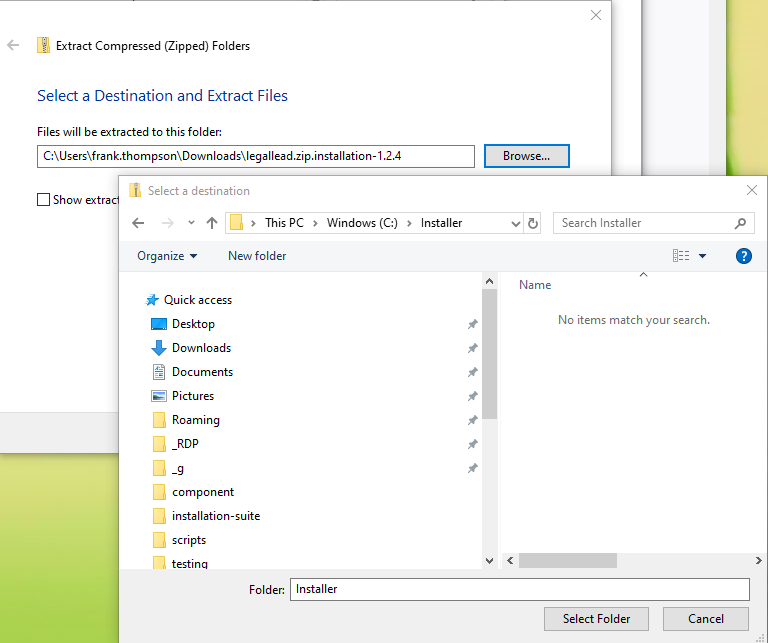 Extract Compressed (Zipped) Folders
Select a Destination and Extract Files
Files will be extracted to this folder:
C:\Users\frank.thompson\Downloads\legallead.zip.installation-1.2.4
Browse...
Show extract
Select a destination
This PC > Windows (C:) > Installer
Search Installer
Organize
New folder
?
Name
No items match your search.
Quick access
Desktop
Downloads
Documents
Pictures
Roaming
_RDP
_g
component
installation-suite
scripts
testing
Folder: Installer
Select Folder
Cancel